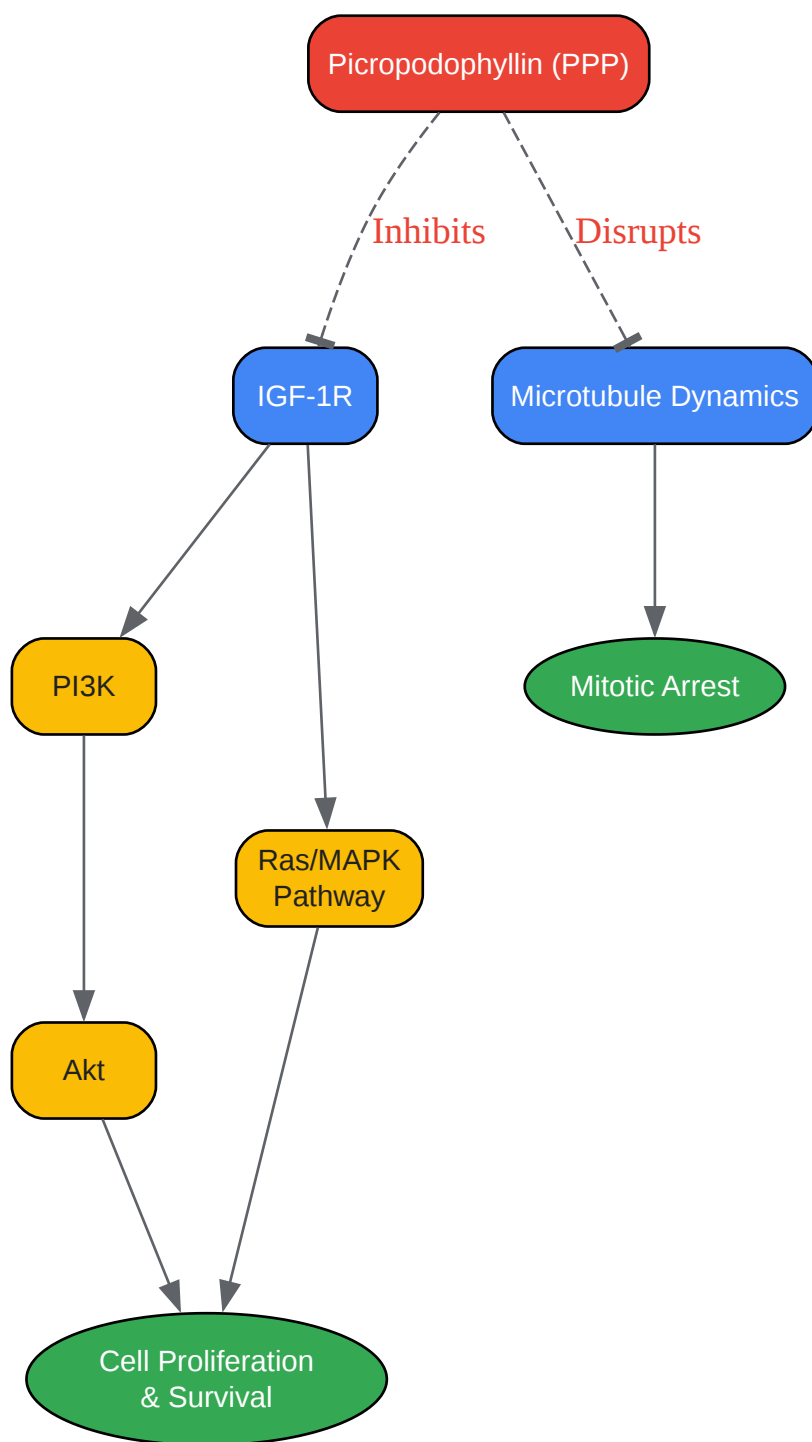 Picropodophyllin (PPP)
Inhibits
Disrupts
IGF-1R
Microtubule Dynamics
PI3K
Mitotic Arrest
Ras/MAPK
Pathway
Akt
Cell Proliferation
& Survival